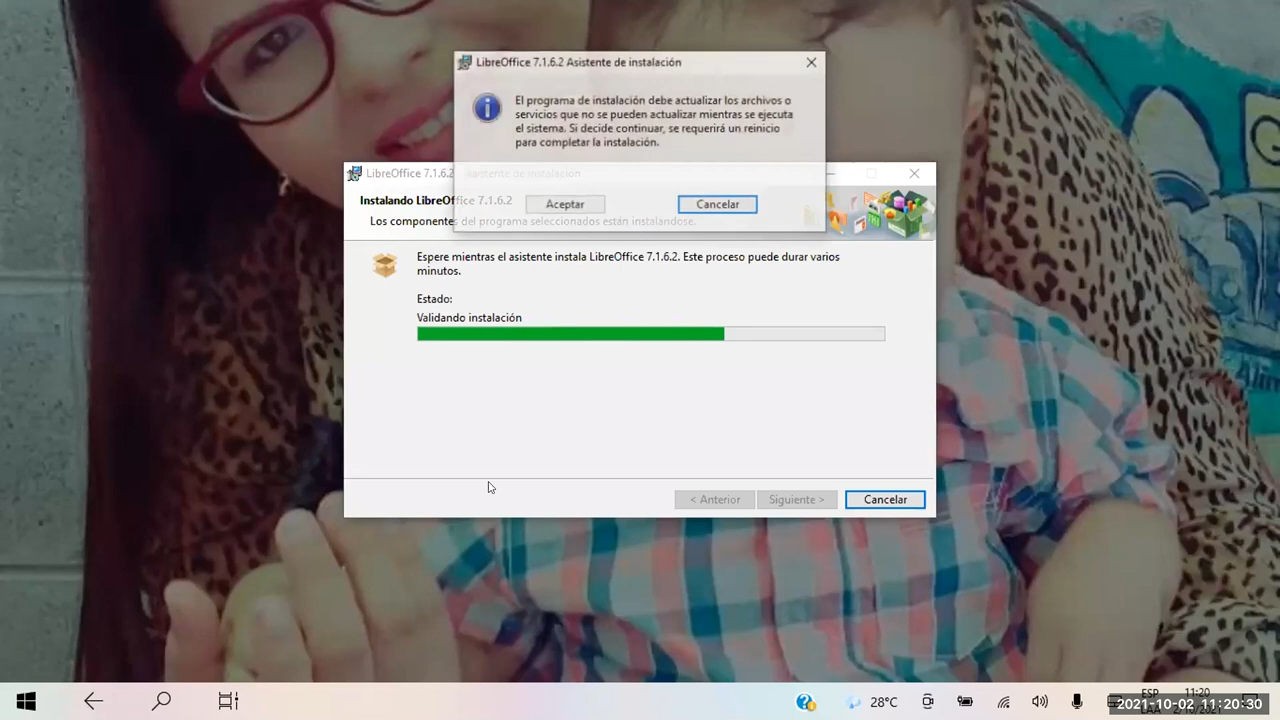 LibreOffice 7.1.6.2 Asistente de instalación
El programa de instalación debe actualizar los archivos o
servicios que no se pueden actualizar mientras se ejecuta
el sistema. Si decide continuar, se requerirá un reinicio
para completar la instalación.
Aceptar
Cancelar
LibreOffice 7.1.6.2 Asistente de instalación
Instalando LibreOffice 7.1.6.2
Los componentes del programa seleccionados están instalándose.
Espere mientras el asistente instala LibreOffice 7.1.6.2. Este proceso puede durar varios
minutos.
Estado:
Validando instalación
< Anterior
Siguiente >
Cancelar
28°C
ESP
11:20
2021-10-02 11:20:30